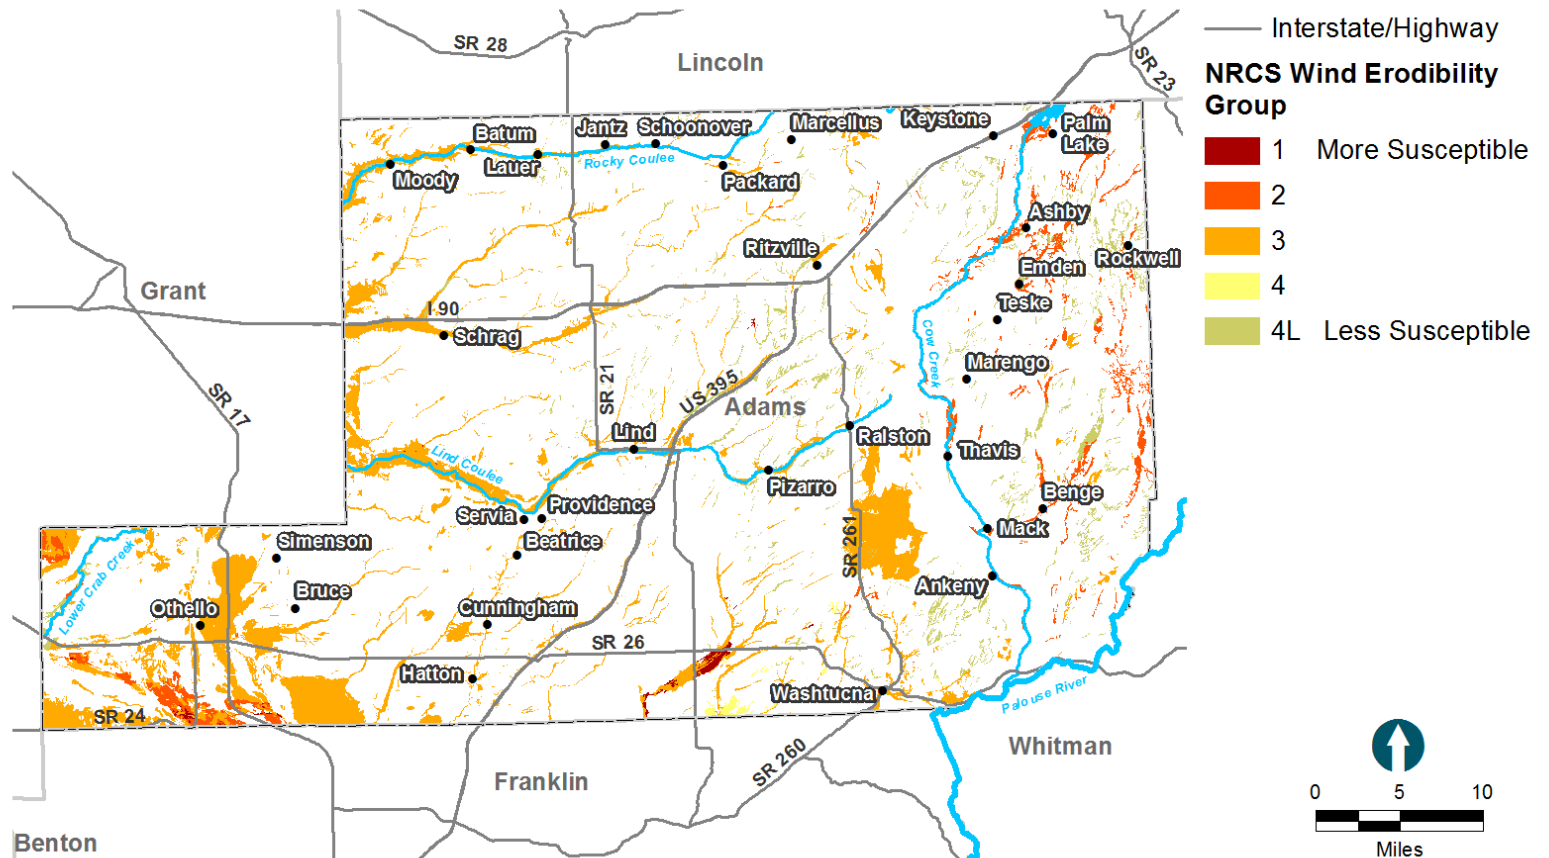 SR 28
Lincoln
SR 23
Interstate/Highway
NRCS Wind Erodibility
Group
1 More Susceptible
2
3
4
4L Less Susceptible
Batum
Jantz
Schoonover
Marcellus
Keystone
Palm
Lake
Lauer
Rocky Coulee
Moody
Packard
Ashby
Ritzville
Rockwell
Emden
Grant
Teske
I 90
Schrag
Cow Creek
Marengo
SR 17
SR 21
US 395
Adams
Lind
Ralston
Thavis
Lind Coulee
Pizarro
Benge
Servia
Providence
Mack
Simenson
Beatrice
SR 261
Lower Crab Creek
Bruce
Ankeny
Othello
Cunningham
SR 26
Hatton
Washtucna
Palouse River
SR 24
Whitman
SR 260
Franklin
0 5 10
Miles
Benton